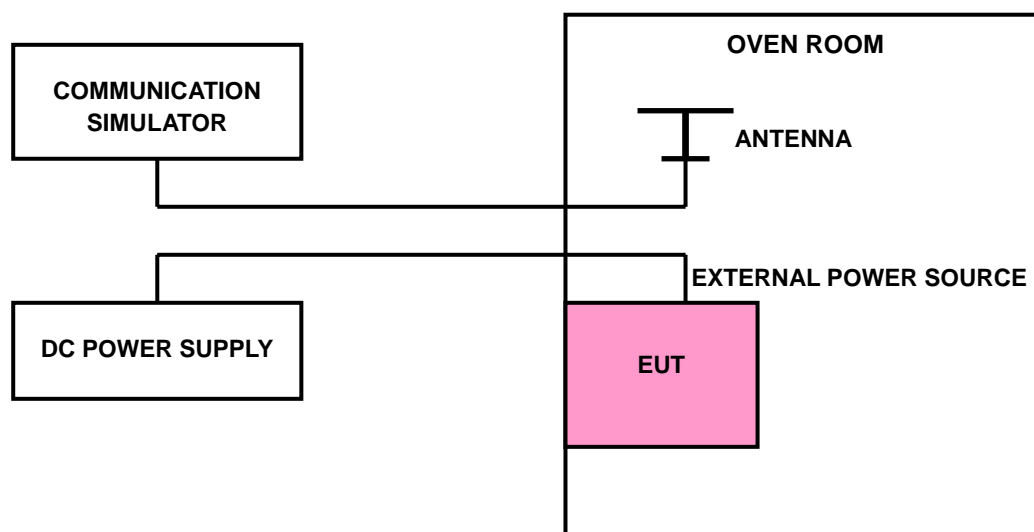 OVEN ROOM
COMMUNICATION
SIMULATOR
ANTENNA
EXTERNAL POWER SOURCE
DC POWER SUPPLY
EUT